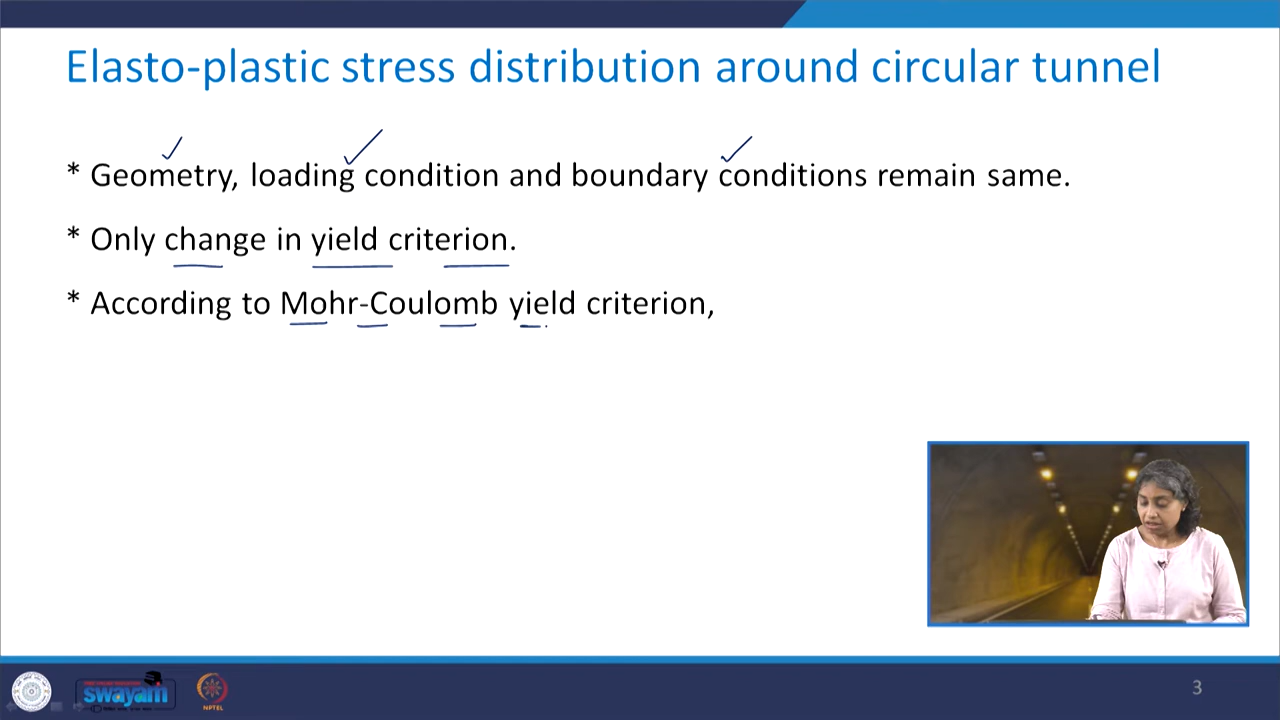 Elasto-plastic stress distribution around circular tunnel
* Geometry, loading condition and boundary conditions remain same.
* Only change in yield criterion.
* According to Mohr-Coulomb yield criterion,
swayam
NPTEL
3